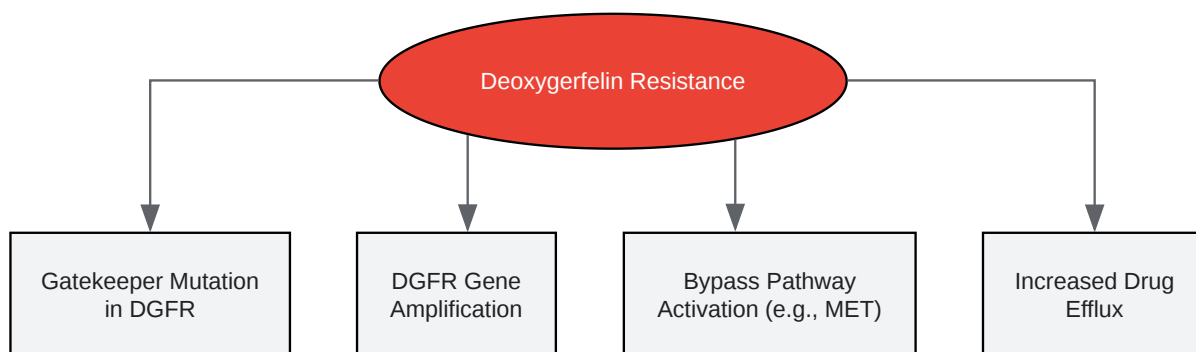 Deoxygerfelin Resistance
Gatekeeper Mutation
in DGFR
DGFR Gene
Amplification
Bypass Pathway
Activation (e.g., MET)
Increased Drug
Efflux